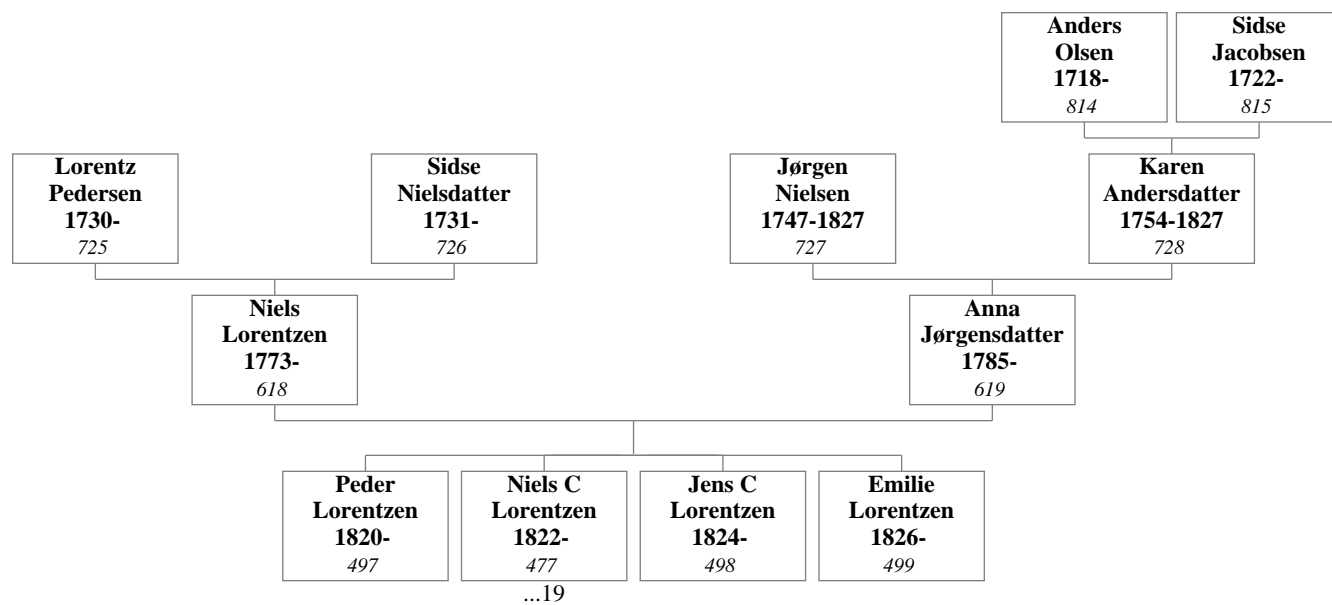 Anders
Olsen
1718-
814
Sidse
Jacobsen
1722-
815
Lorentz
Pedersen
1730-
725
Sidse
Nielsdatter
1731-
726
Jørgen
Nielsen
1747-1827
727
Karen
Andersdatter
1754-1827
728
Niels
Lorentzen
1773-
618
Anna
Jørgensdatter
1785-
619
Peder
Lorentzen
1820-
497
Niels C
Lorentzen
1822-
477
...19
Jens C
Lorentzen
1824-
498
Emilie
Lorentzen
1826-
499